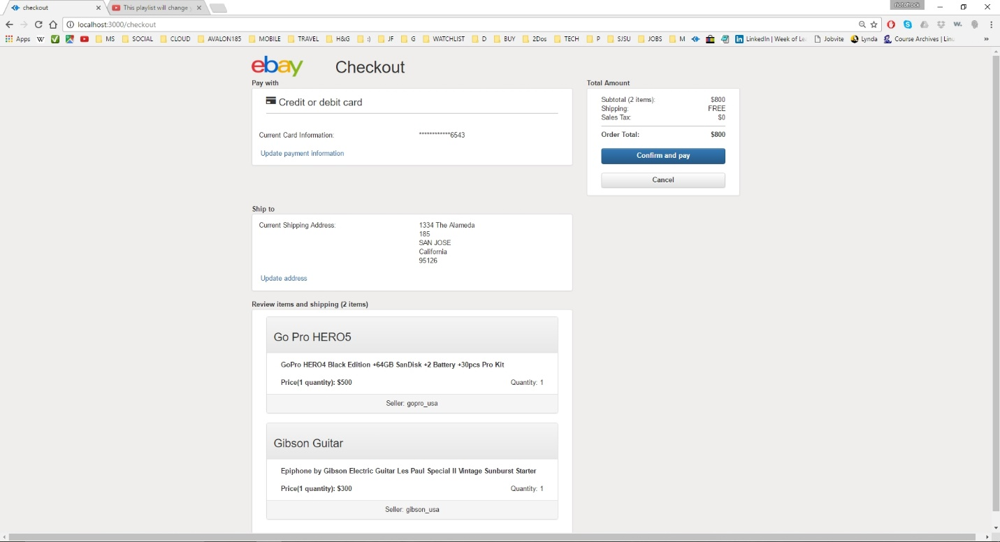 checkout
This playlist will change
notafrock
localhost:3000/checkout
Apps MS SOCIAL CLOUD AVALON185 MOBILE TRAVEL H&G :) JF G WATCHLIST D BUY 2Dos TECH P SJSU JOBS M LinkedIn | Week of Le Jobvite Lynda Course Archives | Linu »
ebay Checkout
Pay with
Credit or debit card
Current Card Information: ************6543
Update payment information
Total Amount
Subtotal (2 items): $800
Shipping: FREE
Sales Tax: $0
Order Total: $800
Confirm and pay
Cancel
Ship to
Current Shipping Address: 1334 The Alameda
185
SAN JOSE
California
95126
Update address
Review items and shipping (2 items)
Go Pro HERO5
GoPro HERO4 Black Edition +64GB SanDisk +2 Battery +30pcs Pro Kit
Price(1 quantity): $500 Quantity: 1
Seller: gopro_usa
Gibson Guitar
Epiphone by Gibson Electric Guitar Les Paul Special II Vintage Sunburst Starter
Price(1 quantity): $300 Quantity: 1
Seller: gibson_usa